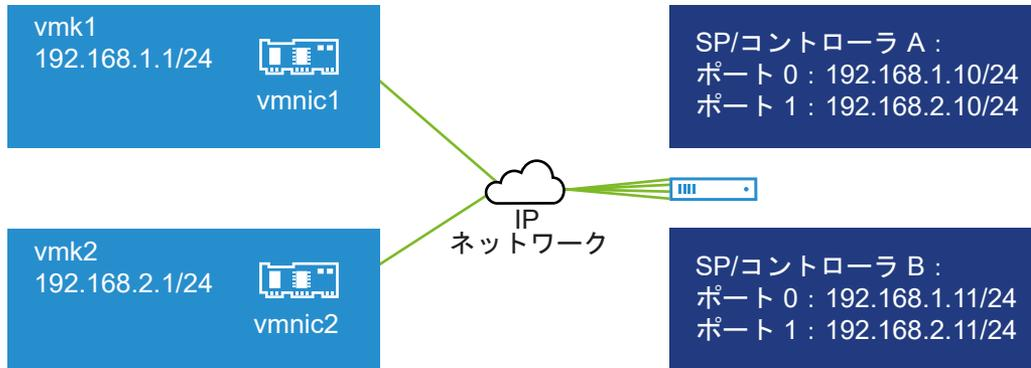 vmk1
192.168.1.1/24
vmnic1
SP/コントローラ A：
ポート 0：192.168.1.10/24
ポート 1：192.168.2.10/24
IP
ネットワーク
vmk2
192.168.2.1/24
vmnic2
SP/コントローラ B：
ポート 0：192.168.1.11/24
ポート 1：192.168.2.11/24